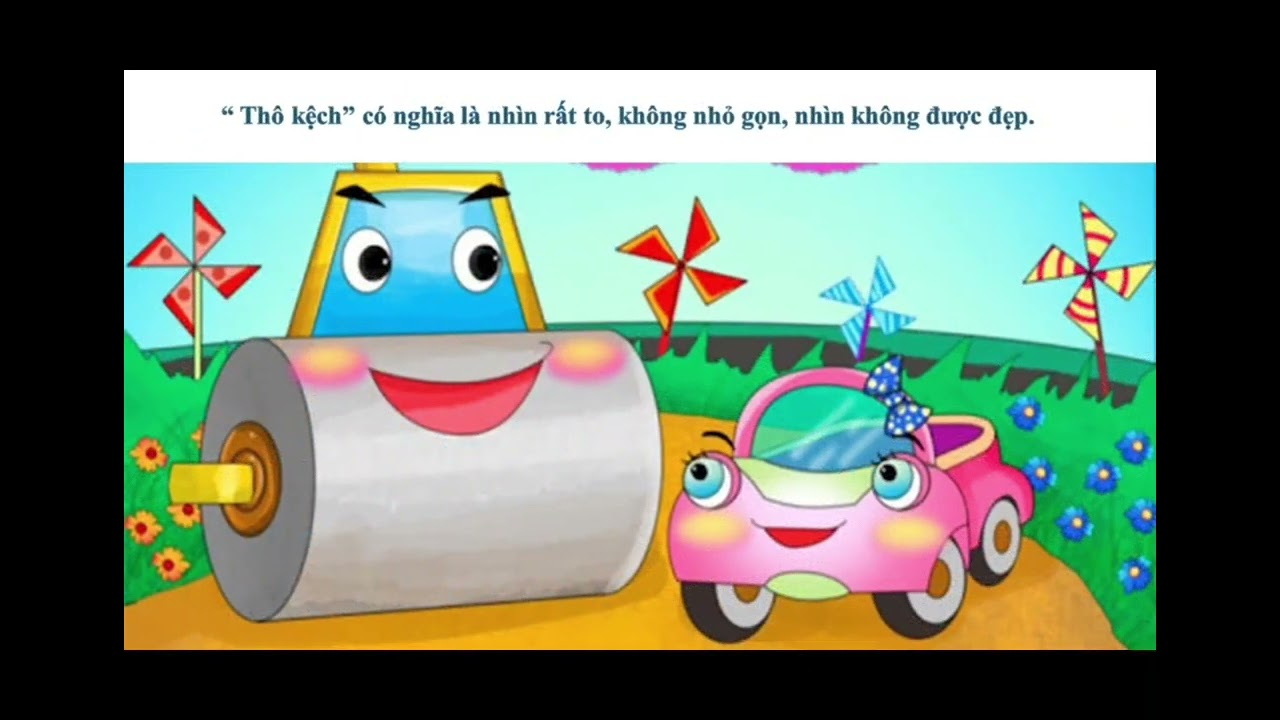 “ Thô kệch” có nghĩa là nhìn rất to, không nhỏ gọn, nhìn không được đẹp.